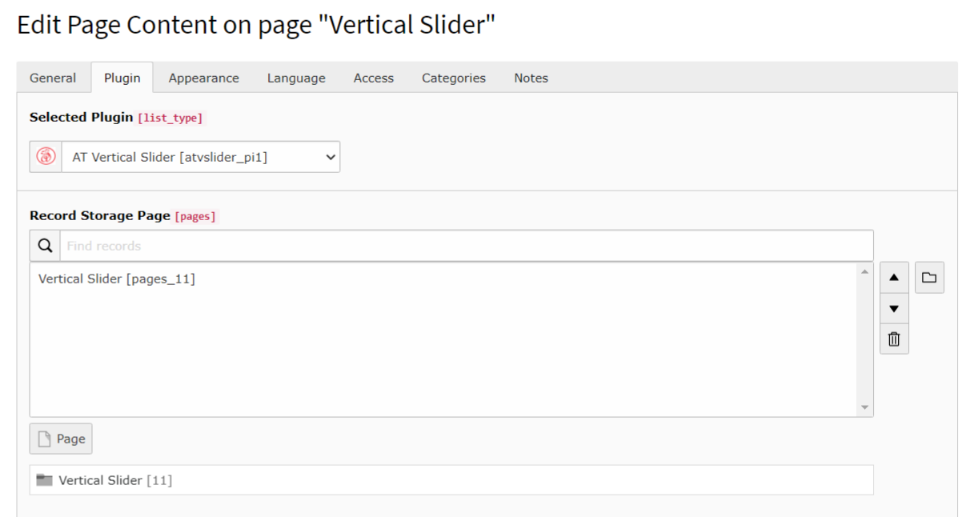 Edit Page Content on page "Vertical Slider"
General Plugin Appearance Language Access Categories Notes
Selected Plugin [list_type]
AT Vertical Slider [atvslider_pi1]
Record Storage Page [pages]
Find records
Vertical Slider [pages_11]
Page
Vertical Slider [11]